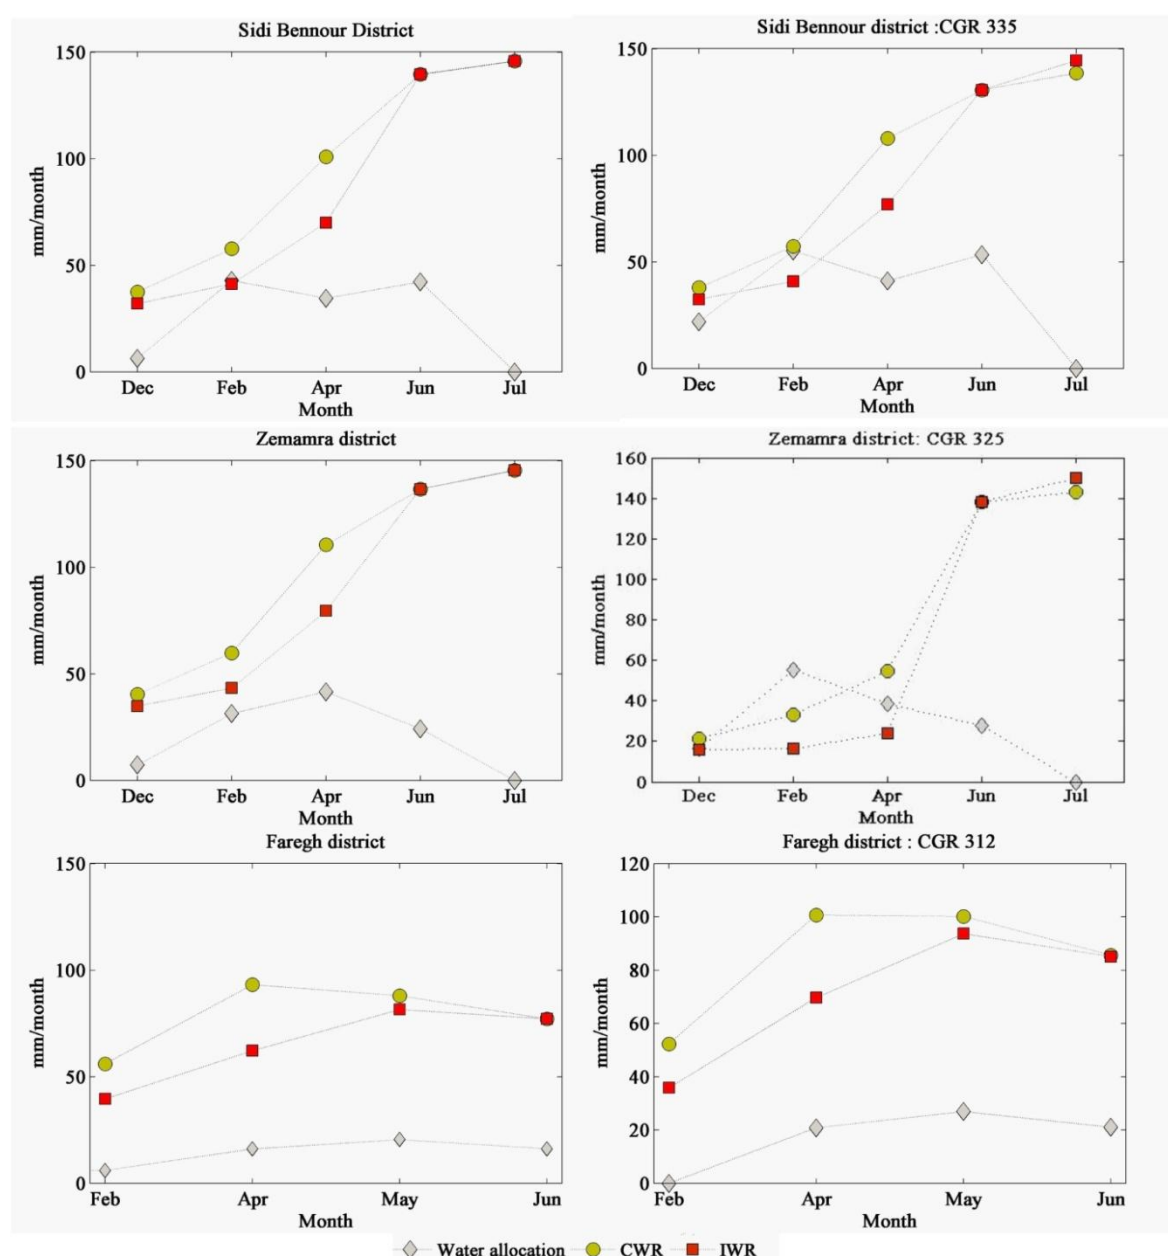 Sidi Bennour District
150
100
50
0
mm/month
Dec Feb Apr Jun Jul
Month
Sidi Bennour district :CGR 335
150
100
50
0
mm/month
Dec Feb Apr Jun Jul
Month
Zemamra district
150
100
50
0
mm/month
Dec Feb Apr Jun Jul
Month
Zemamra district: CGR 325
160
140
120
100
80
60
40
20
0
mm/month
Dec Feb Apr Jun Jul
Month
Faregh district
150
100
50
0
mm/month
Feb Apr May Jun
Month
Faregh district : CGR 312
120
100
80
60
40
20
0
mm/month
Feb Apr May Jun
Month
Water allocation CWR IWR